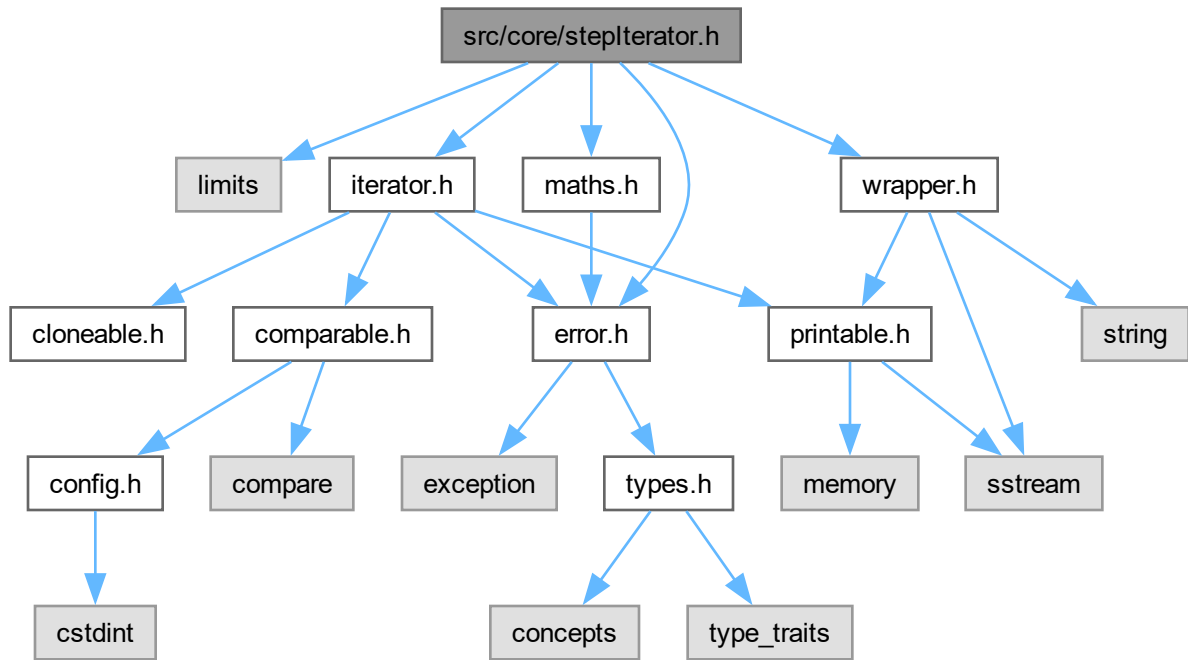 src/core/stepIterator.h
limits
iterator.h
maths.h
wrapper.h
cloneable.h
comparable.h
error.h
printable.h
string
config.h
compare
exception
types.h
memory
sstream
cstdint
concepts
type_traits